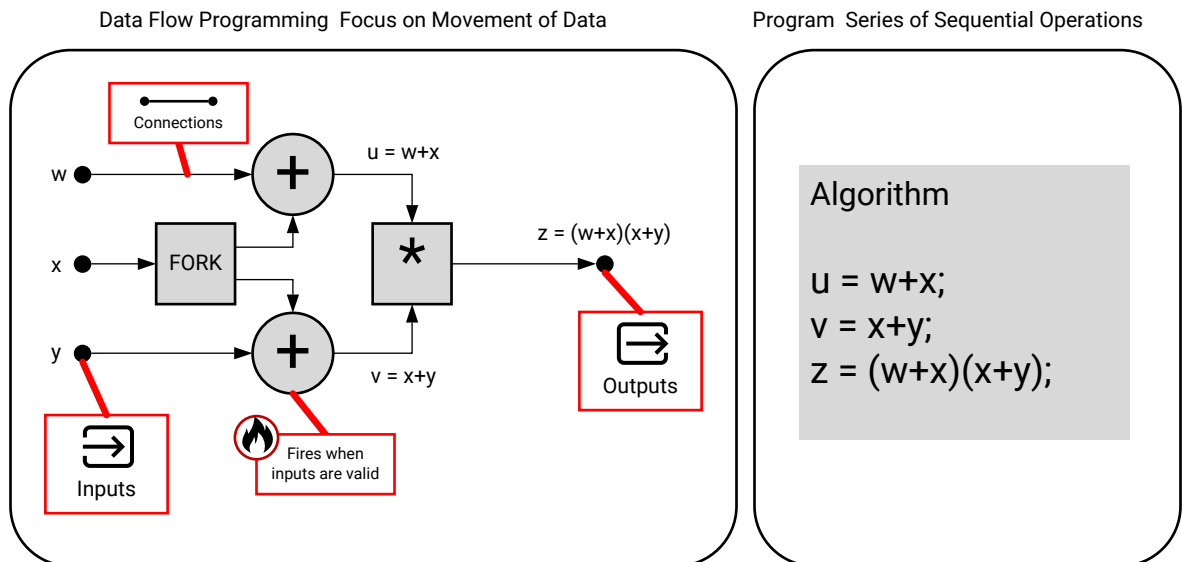 Data Flow Programming Focus on Movement of Data
Program Series of Sequential Operations
Connections
w
+
u = w+x
x
FORK
*
z = (w+x)(x+y)
y
+
v = x+y
Inputs
Fires when
inputs are valid
Outputs
Algorithm
u = w+x;
v = x+y;
z = (w+x)(x+y);